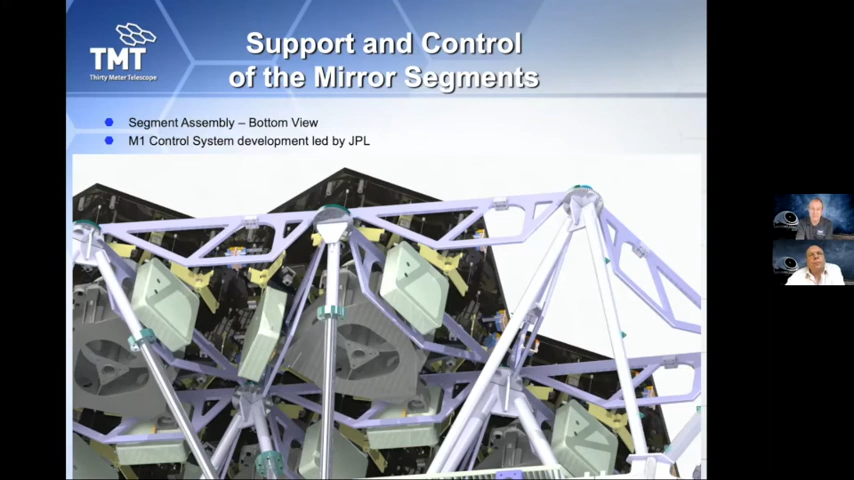 TMT
Thirty Meter Telescope
Support and Control
of the Mirror Segments
Segment Assembly – Bottom View
M1 Control System development led by JPL